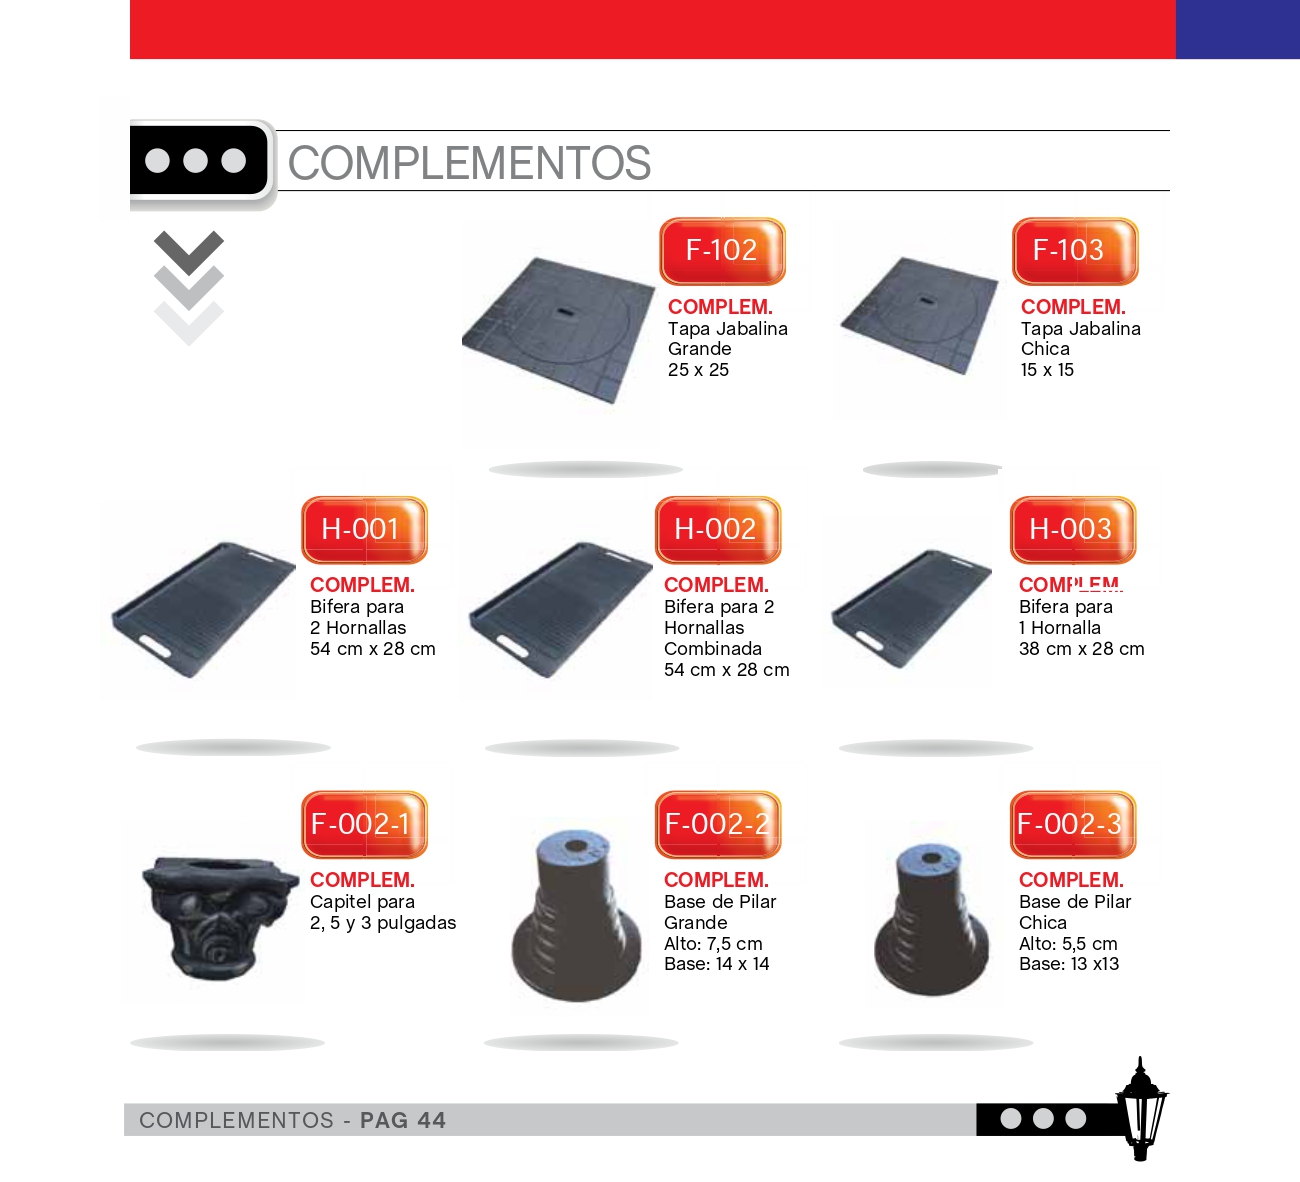 COMPLEMENTOS
F-102
COMPLEM.
Tapa Jabalina
Grande
25 x 25
F-103
COMPLEM.
Tapa Jabalina
Chica
15 x 15
H-001
COMPLEM.
Bifera para
2 Hornallas
54 cm x 28 cm
H-002
COMPLEM.
Bifera para 2
Hornallas
Combinada
54 cm x 28 cm
H-003
COMPLEM.
Bifera para
1 Hornalla
38 cm x 28 cm
F-002-1
COMPLEM.
Capitel para
2, 5 y 3 pulgadas
F-002-2
COMPLEM.
Base de Pilar
Grande
Alto: 7,5 cm
Base: 14 x 14
F-002-3
COMPLEM.
Base de Pilar
Chica
Alto: 5,5 cm
Base: 13 x13
COMPLEMENTOS - PAG 44